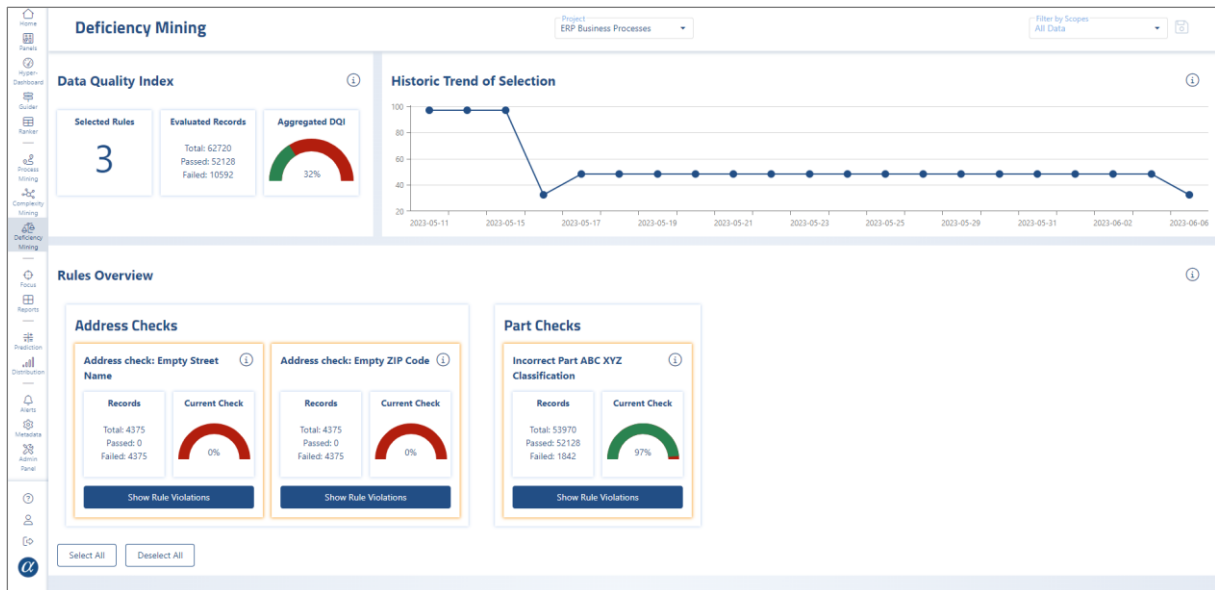 Home
Panels
Hyper-
Dashboard
Guider
Ranker
Process
Mining
Complexity
Mining
Deficiency
Mining
Focus
Reports
Prediction
Distribution
Alerts
Metadata
Admin
Panel
α
Deficiency Mining
Project
ERP Business Processes
Filter by Scopes
All Data
Data Quality Index
Selected Rules
3
Evaluated Records
Total: 62720
Passed: 52128
Failed: 10592
Aggregated DQI
32%
Historic Trend of Selection
100
80
60
40
20
2023-05-11
2023-05-15
2023-05-17
2023-05-19
2023-05-21
2023-05-23
2023-05-25
2023-05-29
2023-05-31
2023-06-02
2023-06-06
Rules Overview
Address Checks
Address check: Empty Street
Name
Records
Total: 4375
Passed: 0
Failed: 4375
Current Check
0%
Show Rule Violations
Address check: Empty ZIP Code
Records
Total: 4375
Passed: 0
Failed: 4375
Current Check
0%
Show Rule Violations
Part Checks
Incorrect Part ABC XYZ
Classification
Records
Total: 53970
Passed: 52128
Failed: 1842
Current Check
97%
Show Rule Violations
Select All
Deselect All